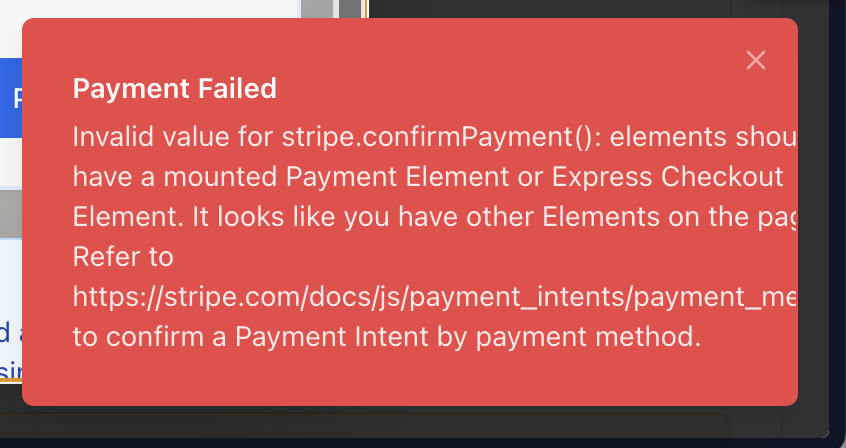 Payment Failed
Invalid value for stripe.confirmPayment(): elements shou
have a mounted Payment Element or Express Checkout
Element. It looks like you have other Elements on the pag
Refer to
https://stripe.com/docs/js/payment_intents/payment_me
to confirm a Payment Intent by payment method.